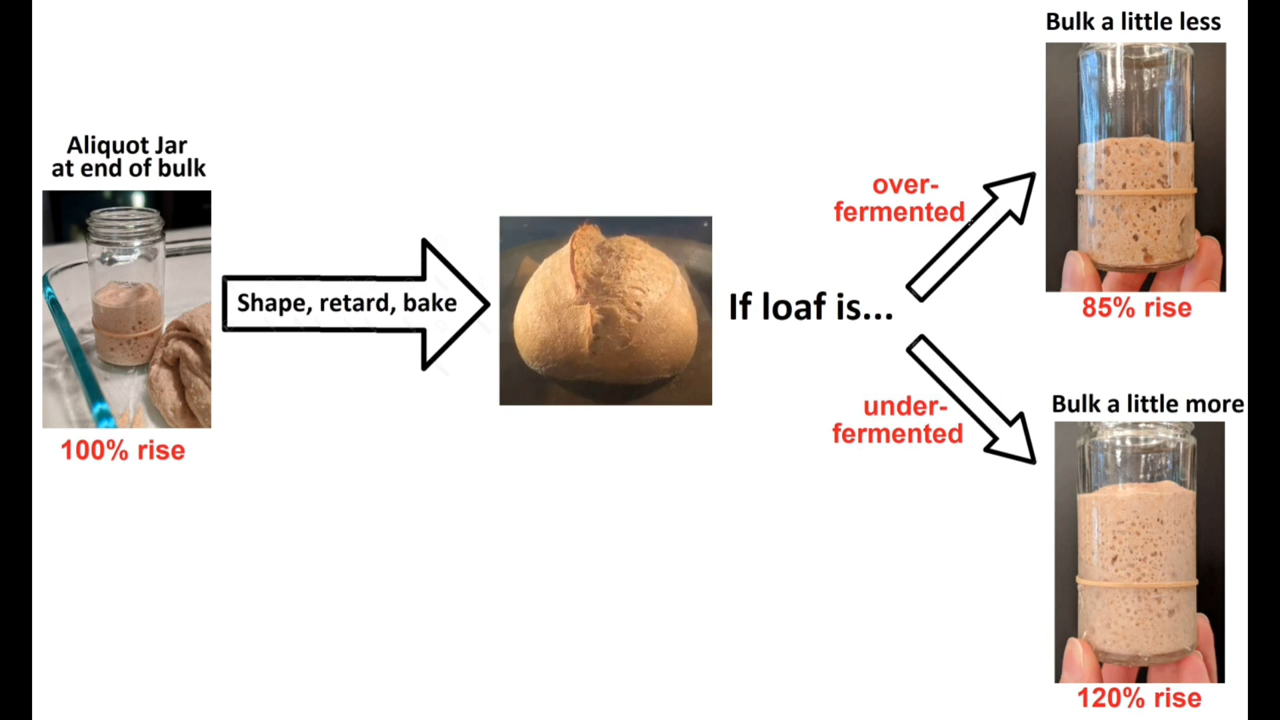 Aliquot Jar
at end of bulk
100% rise
Shape, retard, bake
If loaf is...
over-
fermented
Bulk a little less
85% rise
under-
fermented
Bulk a little more
120% rise